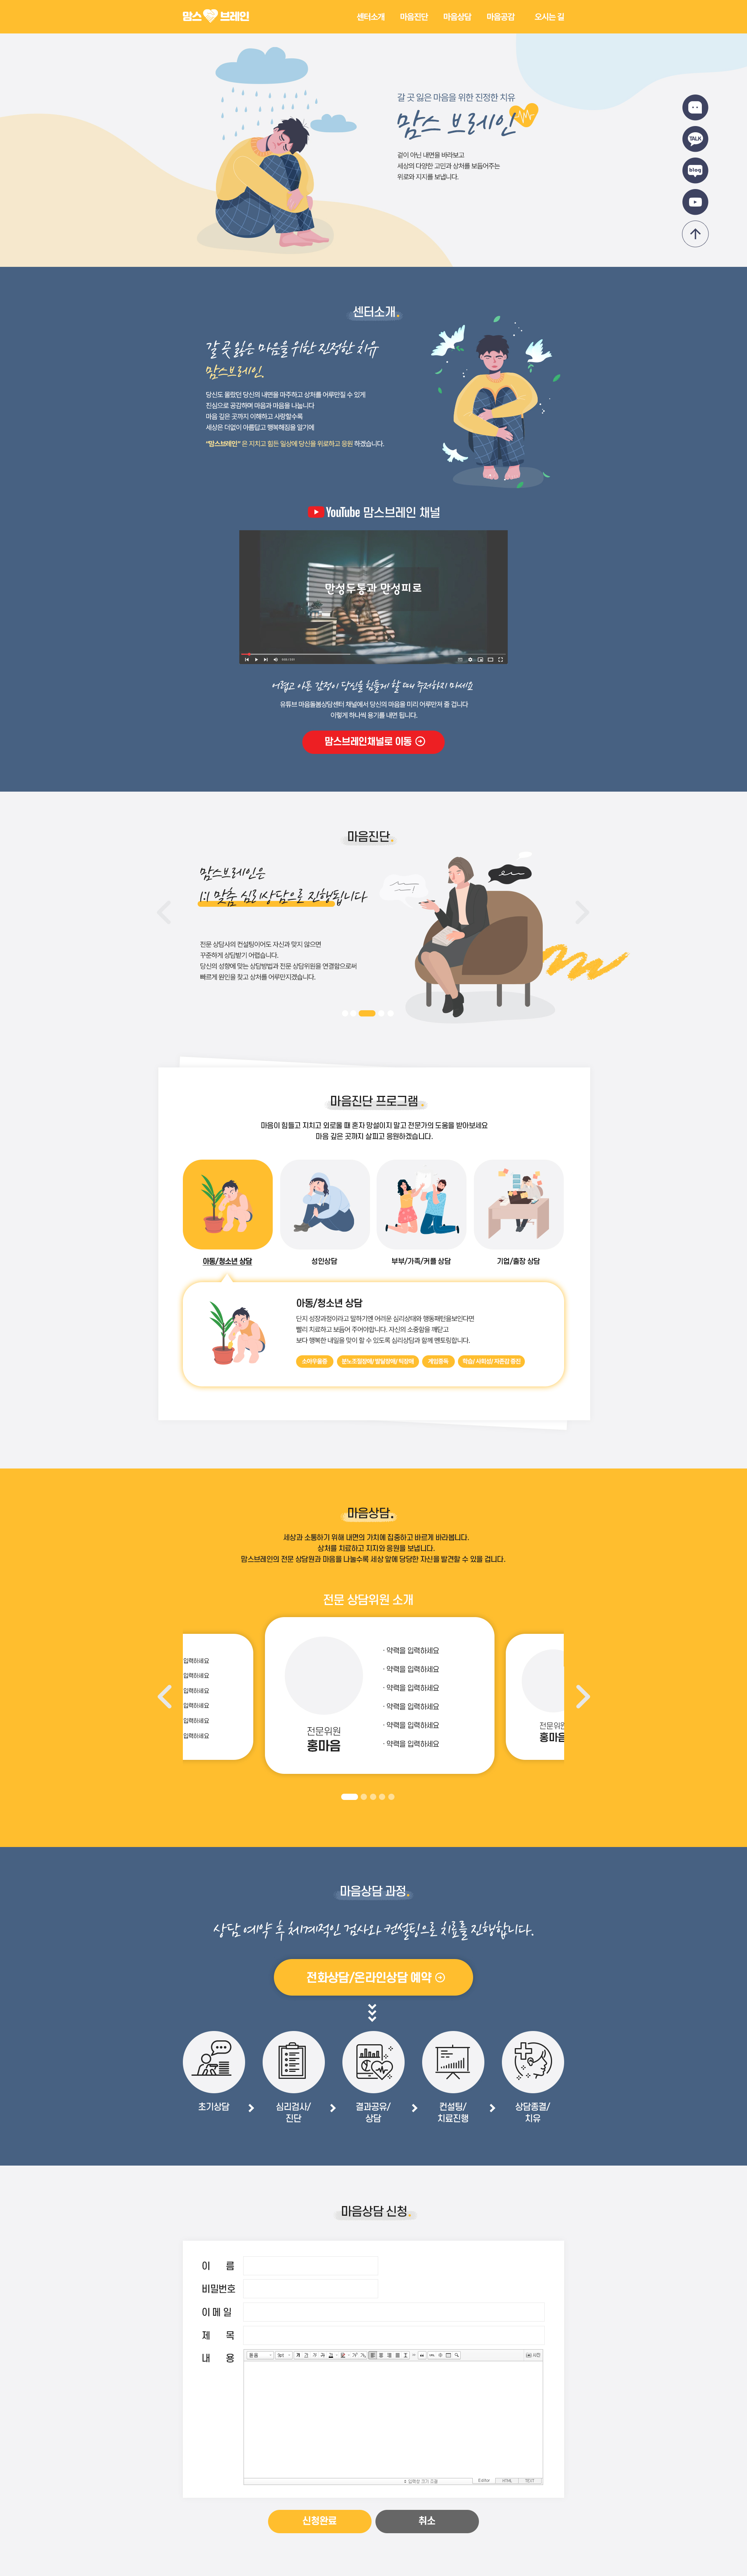 맘스 브레인
센터소개 마음진단 마음상담 마음공감 오시는 길
갈 곳 잃은 마음을 위한 진정한 치유
맘스 브레인
겉이 아닌 내면을 바라보고
세상의 다양한 고민과 상처를 보듬어주는
위로와 지지를 보냅니다.
TALK
blog
센터소개.
갈 곳 잃은 마음을 위한 진정한 치유
맘스브레인.
당신도 몰랐던 당신의 내면을 마주하고 상처를 어루만질 수 있게
진심으로 공감하며 마음과 마음을 나눕니다
마음 깊은 곳까지 이해하고 사랑할수록
세상은 더없이 아름답고 행복해짐을 알기에
"맘스브레인" 은 지치고 힘든 일상에 당신을 위로하고 응원 하겠습니다.
YouTube 맘스브레인 채널
만성두통과 만성피로
어렵고 아픈 감정이 당신을 힘들게 할 때 주저하지 마세요
유튜브 마음돌봄상담센터 채널에서 당신의 마음을 미리 어루만져 줄 겁니다
이렇게 하나씩 용기를 내면 됩니다.
맘스브레인채널로 이동
마음진단.
맘스브레인은
1:1 맞춤 심리상담으로 진행됩니다
전문 상담사의 컨설팅이어도 자신과 맞지 않으면
꾸준하게 상담받기 어렵습니다.
당신의 성향에 맞는 상담방법과 전문 상담위원을 연결함으로써
빠르게 원인을 찾고 상처를 어루만지겠습니다.
마음진단 프로그램.
마음이 힘들고 지치고 외로울 때 혼자 망설이지 말고 전문가의 도움을 받아보세요
마음 깊은 곳까지 살피고 응원하겠습니다.
아동/청소년 상담 성인상담 부부/가족/커플 상담 기업/출장 상담
아동/청소년 상담
단지 성장과정이라고 말하기엔 어려운 심리상태와 행동패턴을보인다면
빨리 치료하고 보듬어 주어야합니다. 자신의 소중함을 깨닫고
보다 행복한 내일을 맞이 할 수 있도록 심리상담과 함께 멘토링합니다.
소아우울증 분노조절장애/ 발달장애/ 틱장애 게임중독 학습/ 사회성/ 자존감 증진
마음상담.
세상과 소통하기 위해 내면의 가치에 집중하고 바르게 바라봅니다.
상처를 치료하고 지지와 응원을 보냅니다.
맘스브레인의 전문 상담원과 마음을 나눌수록 세상 앞에 당당한 자신을 발견할 수 있을 겁니다.
전문 상담위원 소개
입력하세요
입력하세요
입력하세요
입력하세요
입력하세요
입력하세요
· 약력을 입력하세요
· 약력을 입력하세요
· 약력을 입력하세요
· 약력을 입력하세요
· 약력을 입력하세요
· 약력을 입력하세요
전문위원
홍마음
전문위원
홍마음
마음상담 과정.
상담 예약 후 체계적인 검사와 컨설팅으로 치료를 진행합니다.
전화상담/온라인상담 예약
초기상담 심리검사/ 결과공유/ 컨설팅/ 상담종결/
진단 상담 치료진행 치유
마음상담 신청.
이 름
비밀번호
이 메 일
제 목
내 용
돋움 9pt 가 가 가 가 사진
입력창 크기 조절 Editor HTML TEXT
신청완료 취소